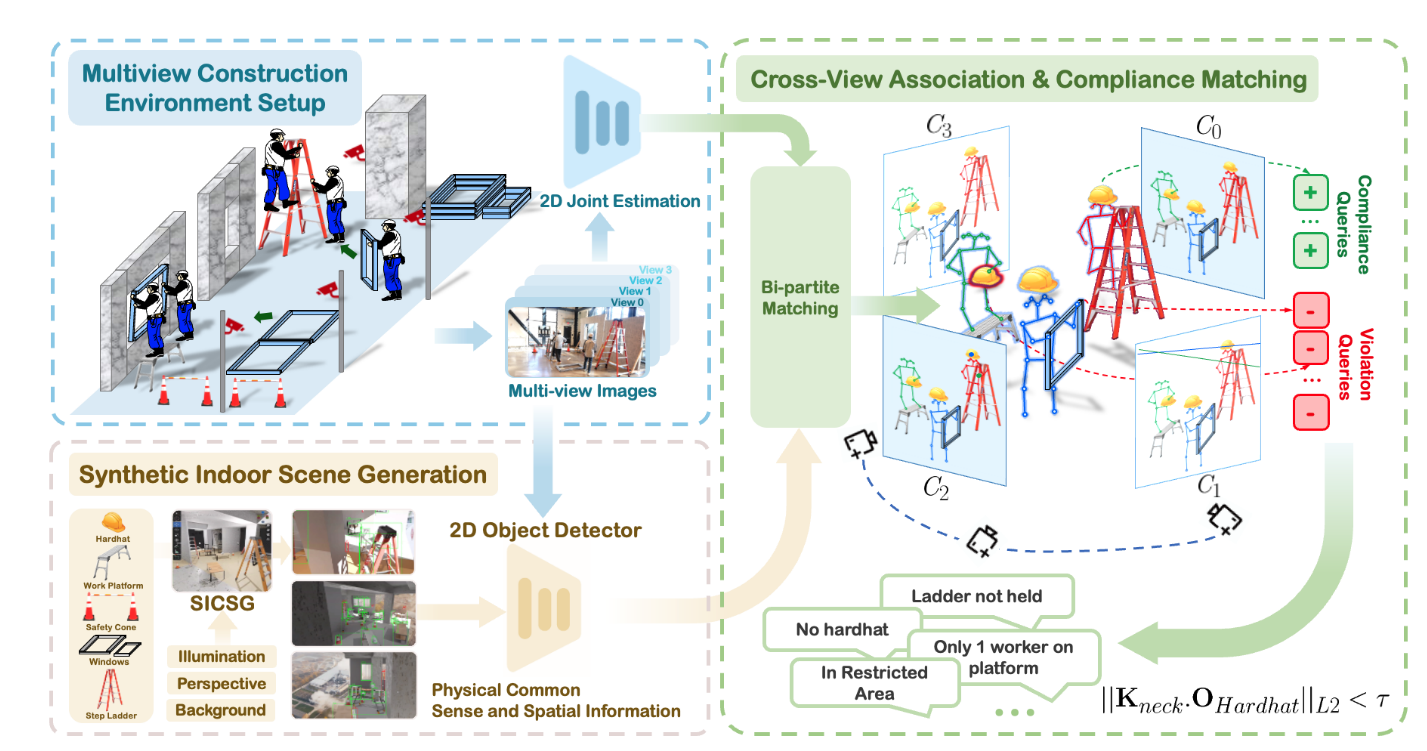 Multiview Construction
Environment Setup
2D Joint Estimation
View 3
View 2
View 1
View 0
Multi-view Images
Synthetic Indoor Scene Generation
Hardhat
Work Platform
Safety Cone
Windows
Step Ladder
SICSG
Illumination
Perspective
Background
2D Object Detector
Physical Common
Sense and Spatial Information
Cross-View Association & Compliance Matching
Bi-partite
Matching
C3
C0
C2
C1
+
...
+
Compliance
Queries
-
-
...
-
Violation
Queries
Ladder not held
No hardhat
Only 1 worker on
platform
In Restricted
Area
...
||K_neck.O_Hardhat||_L2 < τ